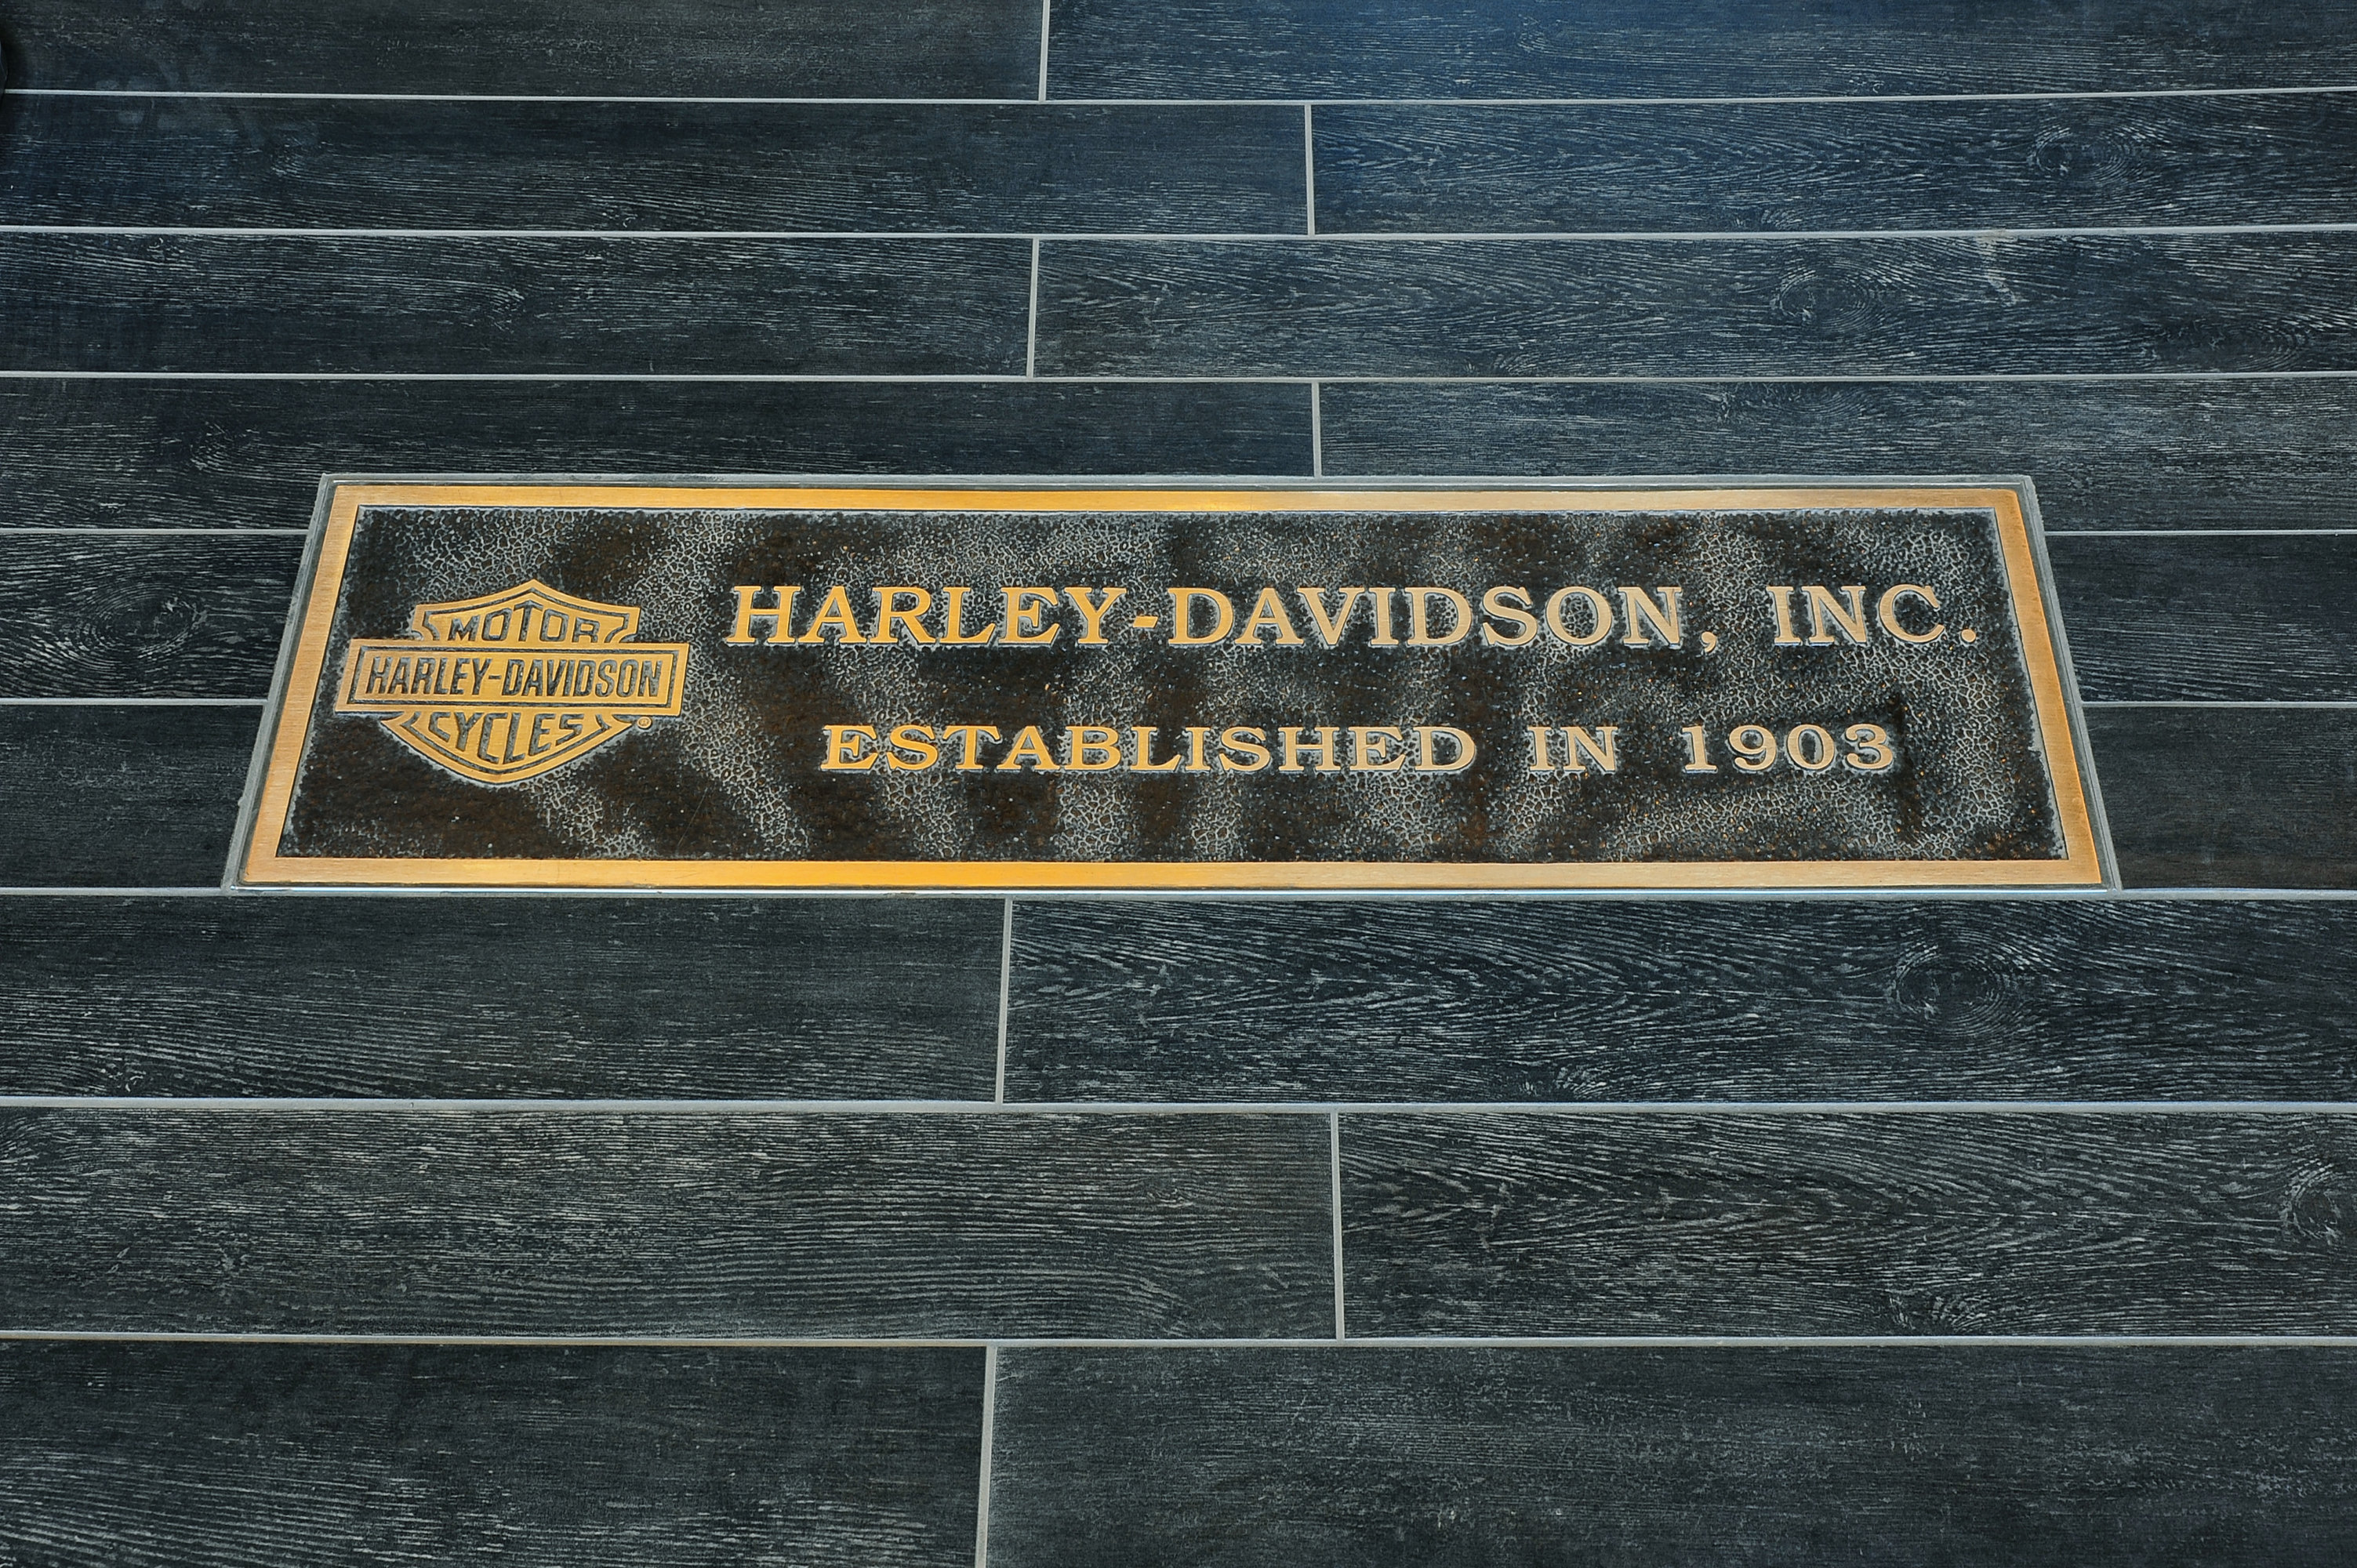 MOTOR
HARLEY-DAVIDSON
CYCLES®
HARLEY-DAVIDSON, INC.
ESTABLISHED IN 1903